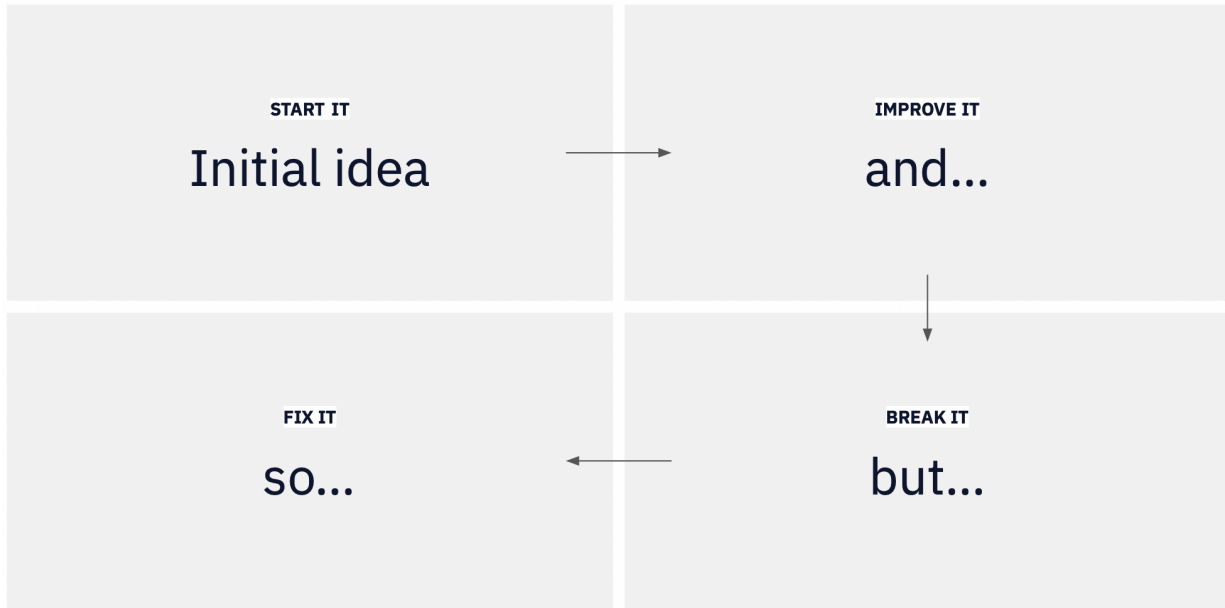 START IT
Initial idea
IMPROVE IT
and...
BREAK IT
but...
FIX IT
so...